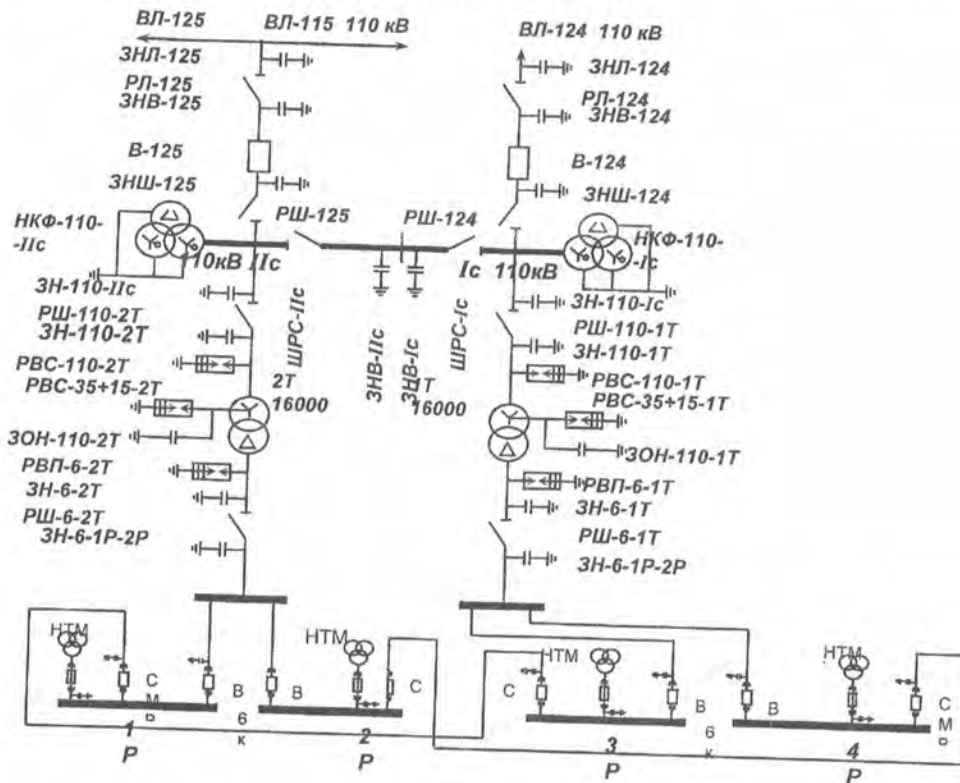 ВЛ-125 ВЛ-115 110 кВ
ВЛ-124 110 кВ
ЗНЛ-125
ЗНЛ-124
РЛ-125
ЗНВ-125
РЛ-124
ЗНВ-124
В-125
В-124
ЗНШ-125
ЗНШ-124
РШ-125
РШ-124
НКФ-110-
-IIс
НКФ-110-
-Iс
10кВ IIс
Iс 110кВ
ЗН-110-IIс
ЗН-110-Iс
РШ-110-2Т
ЗН-110-2Т
РШ-110-1Т
ЗН-110-1Т
ШРС-IIс
ЗНВ-IIс
ЗНВ-Iс
ШРС-Iс
РВС-110-2Т
РВС-35+15-2Т
РВС-110-1Т
РВС-35+15-1Т
2Т
16000
1Т
16000
ЗОН-110-2Т
ЗОН-110-1Т
РВП-6-2Т
ЗН-6-2Т
РВП-6-1Т
ЗН-6-1Т
РШ-6-2Т
ЗН-6-1Р-2Р
РШ-6-1Т
ЗН-6-1Р-2Р
НТМ
НТМ
НТМ
НТМ
С
М
В
6
к
В
С
С
В
6
к
В
С
М
1
Р
2
Р
3
Р
4
Р